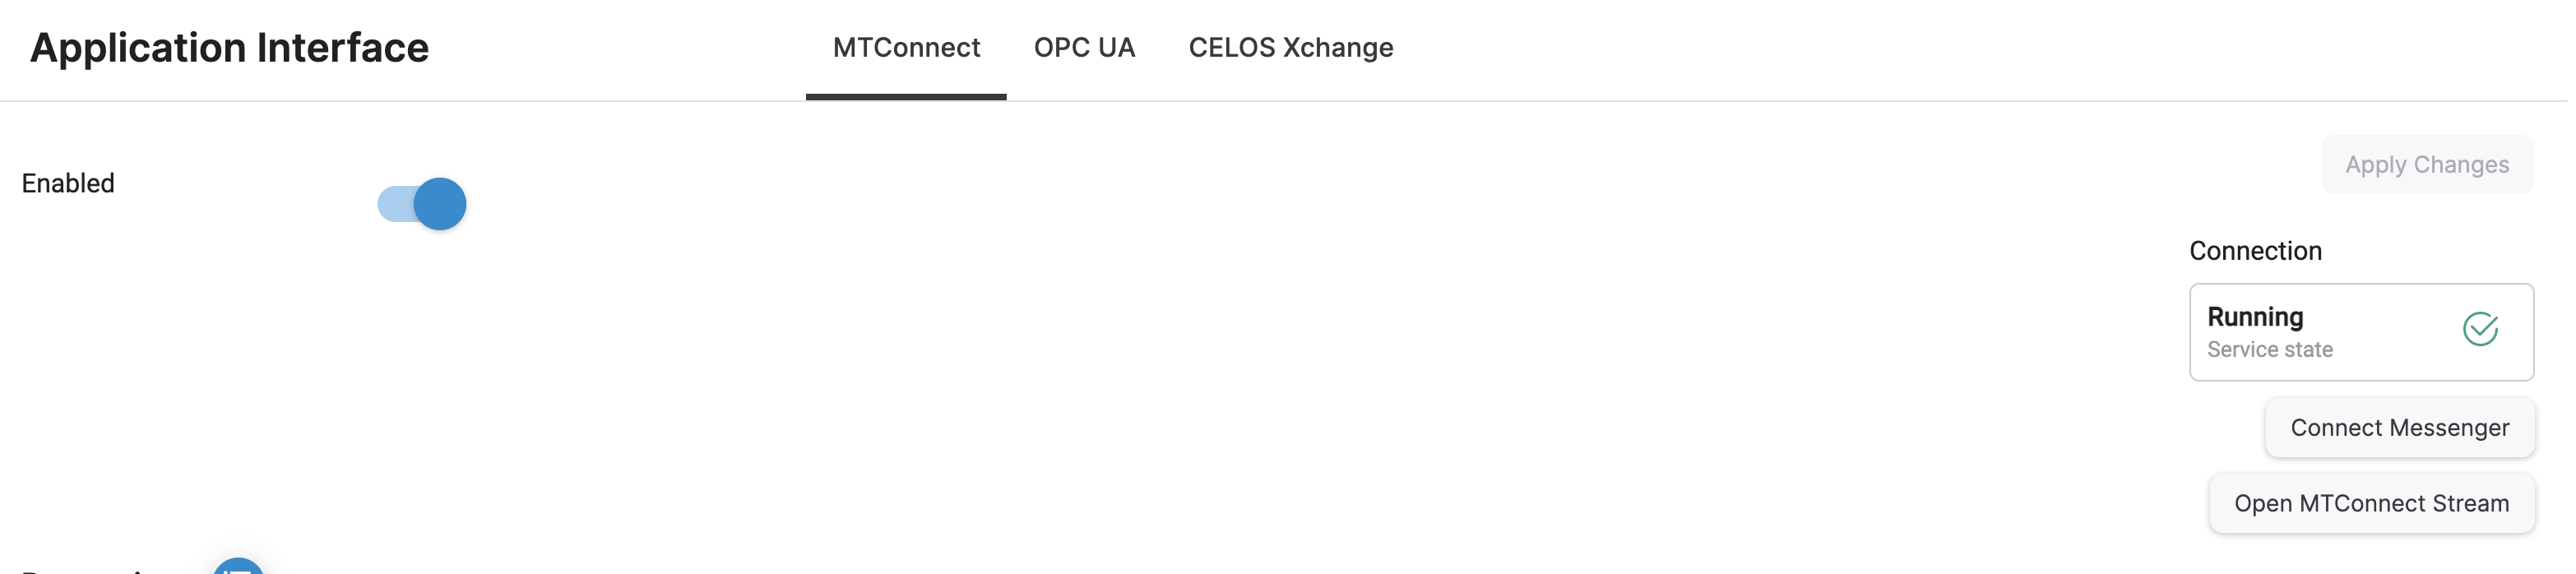 Application Interface
MTConnect
OPC UA
CELOS Xchange
Apply Changes
Enabled
Connection
Running
Service state
Connect Messenger
Open MTConnect Stream